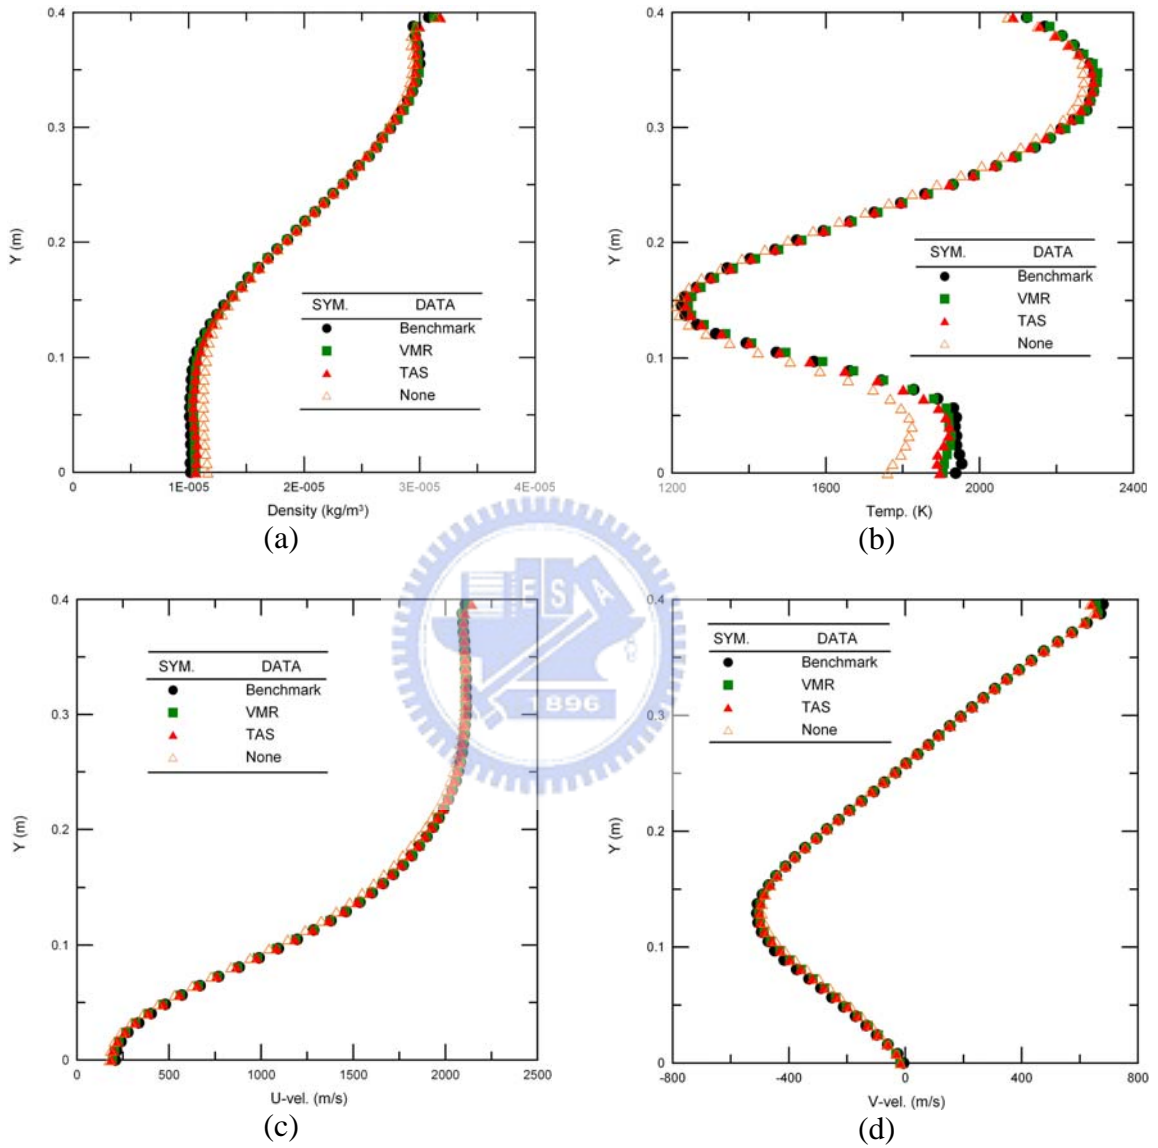 0.4
0.3
0.2
0.1
0
Y (m)
0 1E-005 2E-005 3E-005 4E-005
Density (kg/m³)
SYM. DATA
Benchmark
VMR
TAS
None
(a)
0.4
0.3
0.2
0.1
0
Y (m)
1200 1600 2000 2400
Temp. (K)
SYM. DATA
Benchmark
VMR
TAS
None
(b)
0.4
0.3
0.2
0.1
0
Y (m)
0 500 1000 1500 2000 2500
U-vel. (m/s)
SYM. DATA
Benchmark
VMR
TAS
None
(c)
0.4
0.3
0.2
0.1
0
Y (m)
-800 -400 0 400 800
V-vel. (m/s)
SYM. DATA
Benchmark
VMR
TAS
None
(d)
E S A
1896